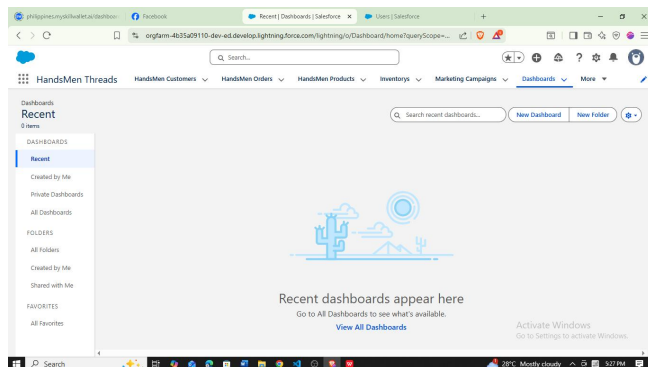 philippines.myskillwallet.ai/dashboar
Facebook
Recent | Dashboards | Salesforce
Users | Salesforce
orgfarm-4b35a09110-dev-ed.develop.lightning.force.com/lightning/o/Dashboard/home?queryScope=...
Search...
HandsMen Threads
HandsMen Customers
HandsMen Orders
HandsMen Products
Inventorys
Marketing Campaigns
Dashboards
More
Dashboards
Recent
0 items
Search recent dashboards...
New Dashboard
New Folder
DASHBOARDS
Recent
Created by Me
Private Dashboards
All Dashboards
FOLDERS
All Folders
Created by Me
Shared with Me
FAVORITES
All Favorites
Recent dashboards appear here
Go to All Dashboards to see what's available.
View All Dashboards
Activate Windows
Go to Settings to activate Windows.
Search
28°C Mostly cloudy
5:27 PM